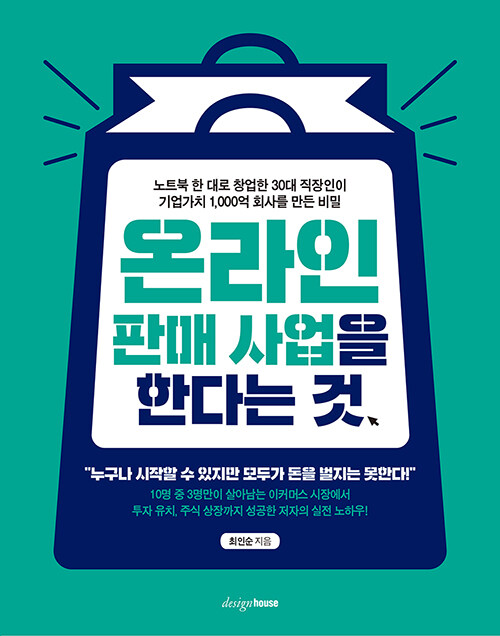 노트북 한 대로 창업한 30대 직장인이
기업가치 1,000억 회사를 만든 비밀
온라인
판매 사업을
한다는 것
"누구나 시작할 수 있지만 모두가 돈을 벌지는 못한다!"
10명 중 3명만이 살아남는 이커머스 시장에서
투자 유치, 주식 상장까지 성공한 저자의 실전 노하우!
최인순 지음
designhouse